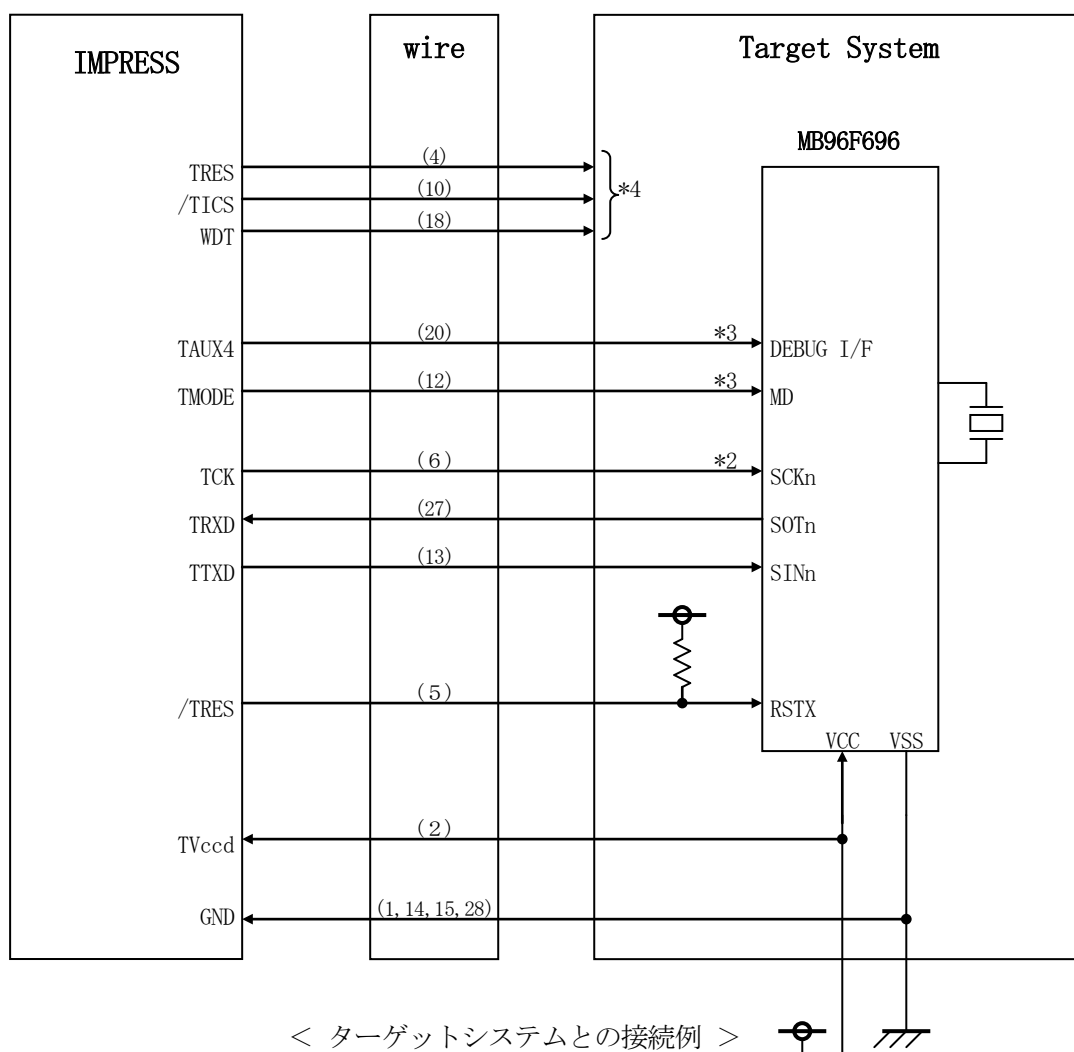 IMPRESS
wire
Target System
MB96F696
TRES
(4)
*4
/TICS
(10)
WDT
(18)
TAUX4
(20)
*3
DEBUG I/F
TMODE
(12)
*3
MD
TCK
(6)
*2
SCKn
TRXD
(27)
SOTn
TTXD
(13)
SINn
/TRES
(5)
RSTX
VCC
VSS
TVccd
(2)
GND
(1,14,15,28)
< ターゲットシステムとの接続例 >